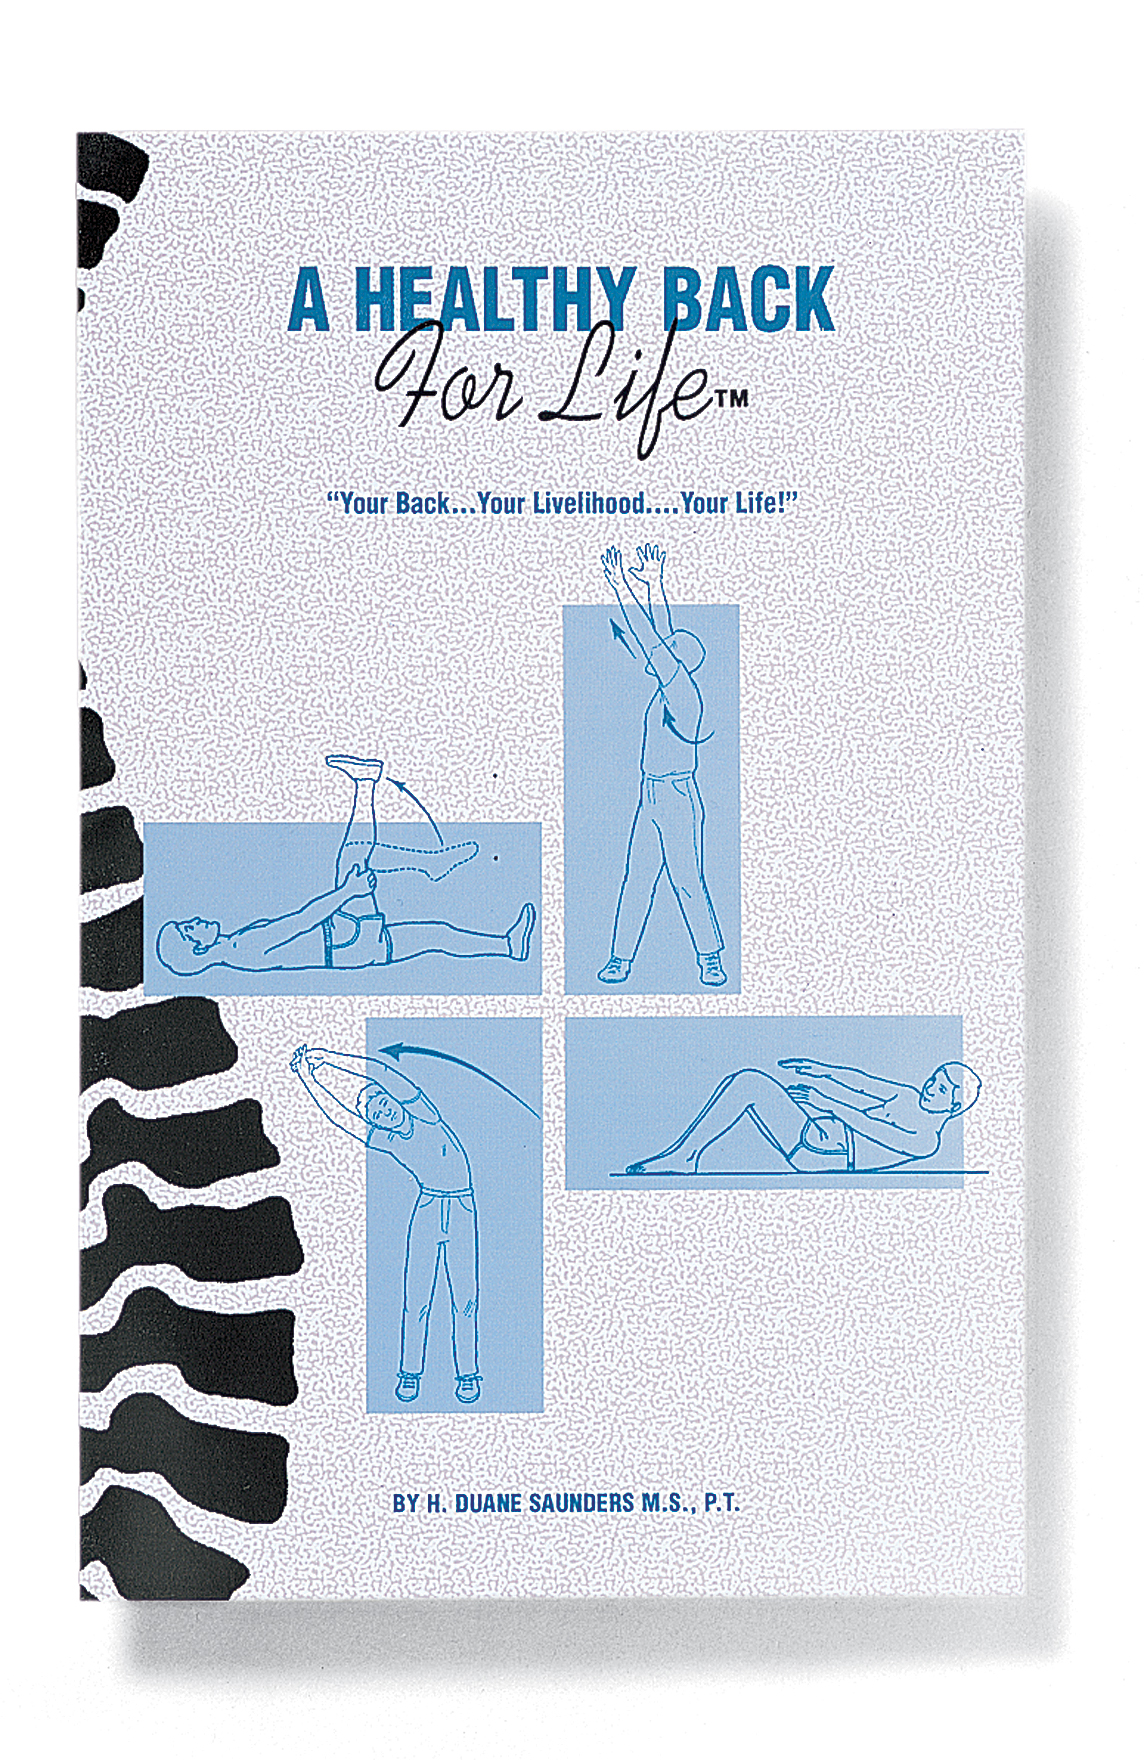 A HEALTHY BACK
For Life™
“Your Back...Your Livelihood....Your Life!”
BY H. DUANE SAUNDERS M.S., P.T.